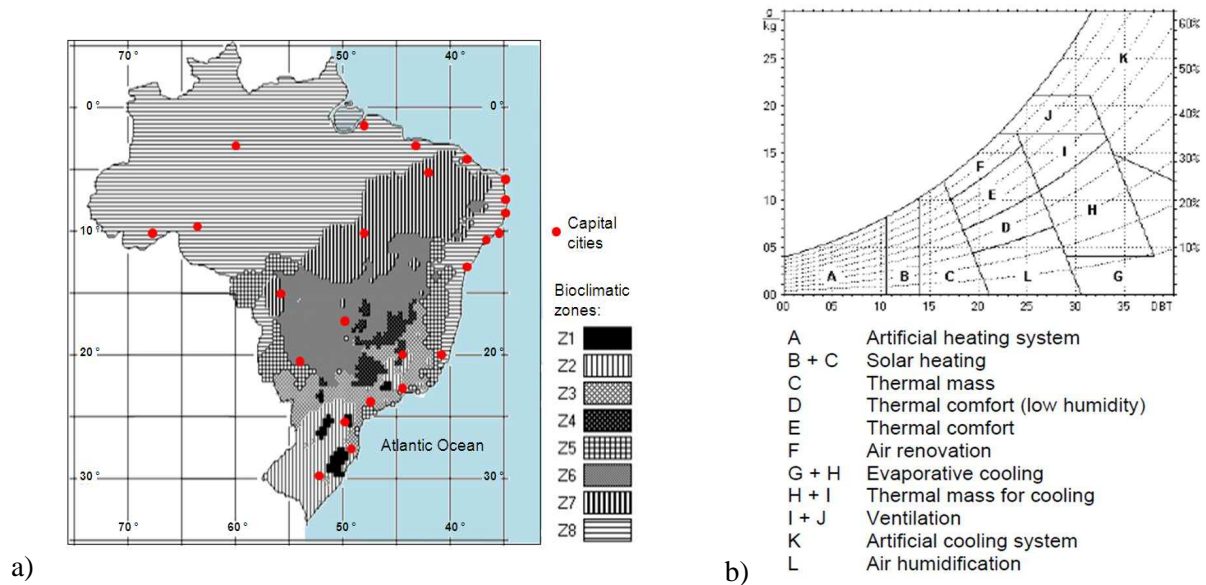 70° 50° 40°
0° 0°
10°
20° 20°
30° 30°
70° 60° 50° 40°
Atlantic Ocean
Capital
cities
Bioclimatic
zones:
Z1
Z2
Z3
Z4
Z5
Z6
Z7
Z8
a)
g
kg
60%
25
K
50%
20
40%
J
15
I
30%
F
10
E
H
20%
D
05
10%
A B C L G
00
00 05 10 15 20 25 30 35 DBT
A Artificial heating system
B + C Solar heating
C Thermal mass
D Thermal comfort (low humidity)
E Thermal comfort
F Air renovation
G + H Evaporative cooling
H + I Thermal mass for cooling
I + J Ventilation
K Artificial cooling system
L Air humidification
b)